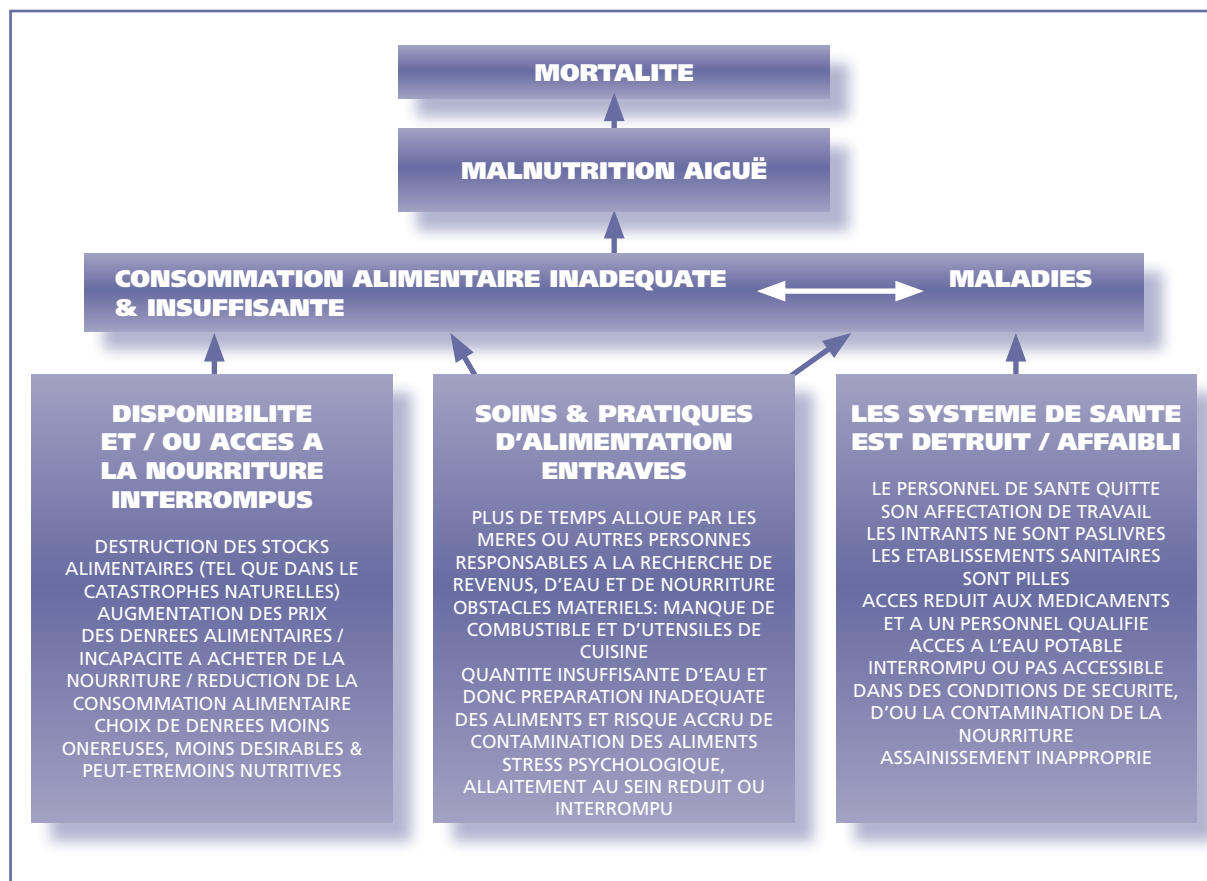 MORTALITE
MALNUTRITION AIGUË
CONSOMMATION ALIMENTAIRE INADEQUATE
& INSUFFISANTE
MALADIES
DISPONIBILITE
ET / OU ACCES A
LA NOURRITURE
INTERROMPUS
DESTRUCTION DES STOCKS
ALIMENTAIRES (TEL QUE DANS LE
CATASTROPHES NATURELLES)
AUGMENTATION DES PRIX
DES DENREES ALIMENTAIRES /
INCAPACITE A ACHETER DE LA
NOURRITURE / REDUCTION DE LA
CONSOMMATION ALIMENTAIRE
CHOIX DE DENREES MOINS
ONEREUSES, MOINS DESIRABLES &
PEUT-ETREMOINS NUTRITIVES
SOINS & PRATIQUES
D'ALIMENTATION
ENTRAVES
PLUS DE TEMPS ALLOUE PAR LES
MERES OU AUTRES PERSONNES
RESPONSABLES A LA RECHERCHE DE
REVENUS, D'EAU ET DE NOURRITURE
OBSTACLES MATERIELS: MANQUE DE
COMBUSTIBLE ET D'UTENSILES DE
CUISINE
QUANTITE INSUFFISANTE D'EAU ET
DONC PREPARATION INADEQUATE
DES ALIMENTS ET RISQUE ACCRU DE
CONTAMINATION DES ALIMENTS
STRESS PSYCHOLOGIQUE,
ALLAITEMENT AU SEIN REDUIT OU
INTERROMPU
LES SYSTEME DE SANTE
EST DETRUIT / AFFAIBLI
LE PERSONNEL DE SANTE QUITTE
SON AFFECTATION DE TRAVAIL
LES INTRANTS NE SONT PASLIVRES
LES ETABLISSEMENTS SANITAIRES
SONT PILLES
ACCES REDUIT AUX MEDICAMENTS
ET A UN PERSONNEL QUALIFIE
ACCES A L'EAU POTABLE
INTERROMPU OU PAS ACCESSIBLE
DANS DES CONDITIONS DE SECURITE,
D'OU LA CONTAMINATION DE LA
NOURRITURE
ASSAINISSEMENT INAPPROPRIE